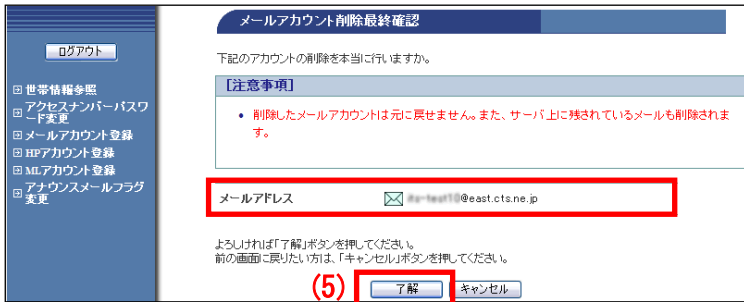 メールアカウント削除最終確認
ログアウト
下記のアカウントの削除を本当に行いますか。
世帯情報参照
アクセスナンバーパスワ
ード変更
メールアカウント登録
HPアカウント登録
MLアカウント登録
アナウンスメールフラグ
変更
[注意事項]
• 削除したメールアカウントは元に戻せません。また、サーバ上に残されているメールも削除されま
す。
メールアドレス @east.cts.ne.jp
よろしければ「了解」ボタンを押してください。
前の画面に戻りたい方は、「キャンセル」ボタンを押してください。
(5) 了解 キャンセル